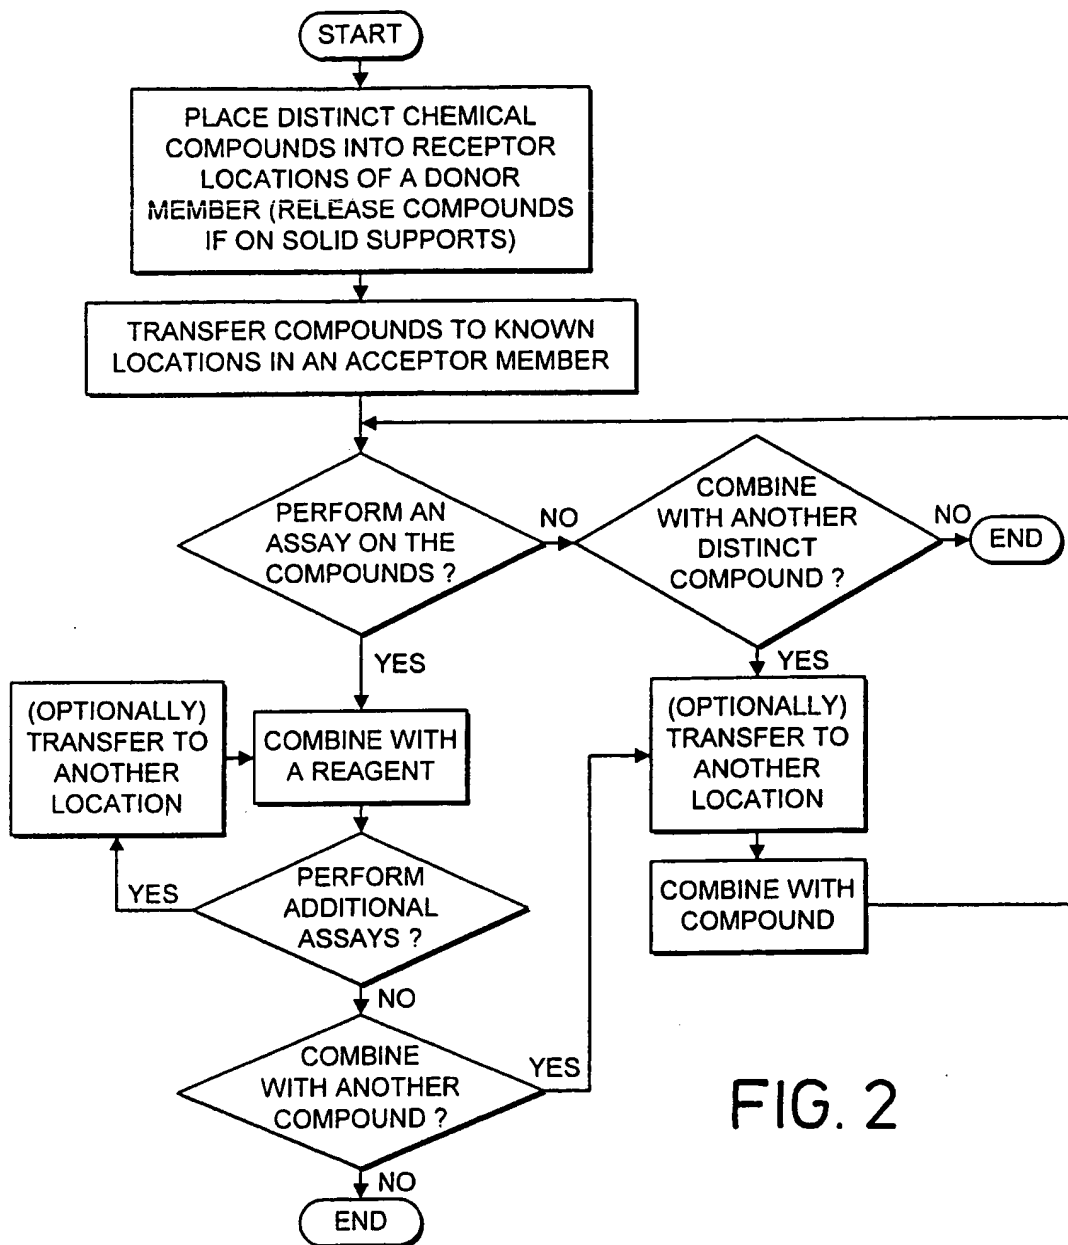 START
PLACE DISTINCT CHEMICAL
COMPOUNDS INTO RECEPTOR
LOCATIONS OF A DONOR
MEMBER (RELEASE COMPOUNDS
IF ON SOLID SUPPORTS)
TRANSFER COMPOUNDS TO KNOWN
LOCATIONS IN AN ACCEPTOR MEMBER
PERFORM AN
ASSAY ON THE
COMPOUNDS ?
NO
COMBINE
WITH ANOTHER
DISTINCT
COMPOUND ?
NO
END
YES
YES
(OPTIONALLY)
TRANSFER TO
ANOTHER
LOCATION
COMBINE WITH
A REAGENT
(OPTIONALLY)
TRANSFER TO
ANOTHER
LOCATION
YES
PERFORM
ADDITIONAL
ASSAYS ?
COMBINE WITH
COMPOUND
NO
COMBINE
WITH ANOTHER
COMPOUND ?
YES
NO
END
FIG. 2